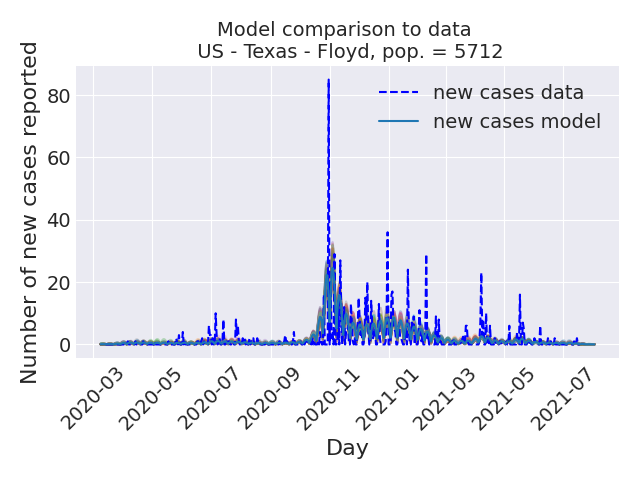 Model comparison to data
US - Texas - Floyd, pop. = 5712
new cases data
new cases model
Number of new cases reported
80
60
40
20
0
2020-03
2020-05
2020-07
2020-09
2020-11
2021-01
2021-03
2021-05
2021-07
Day